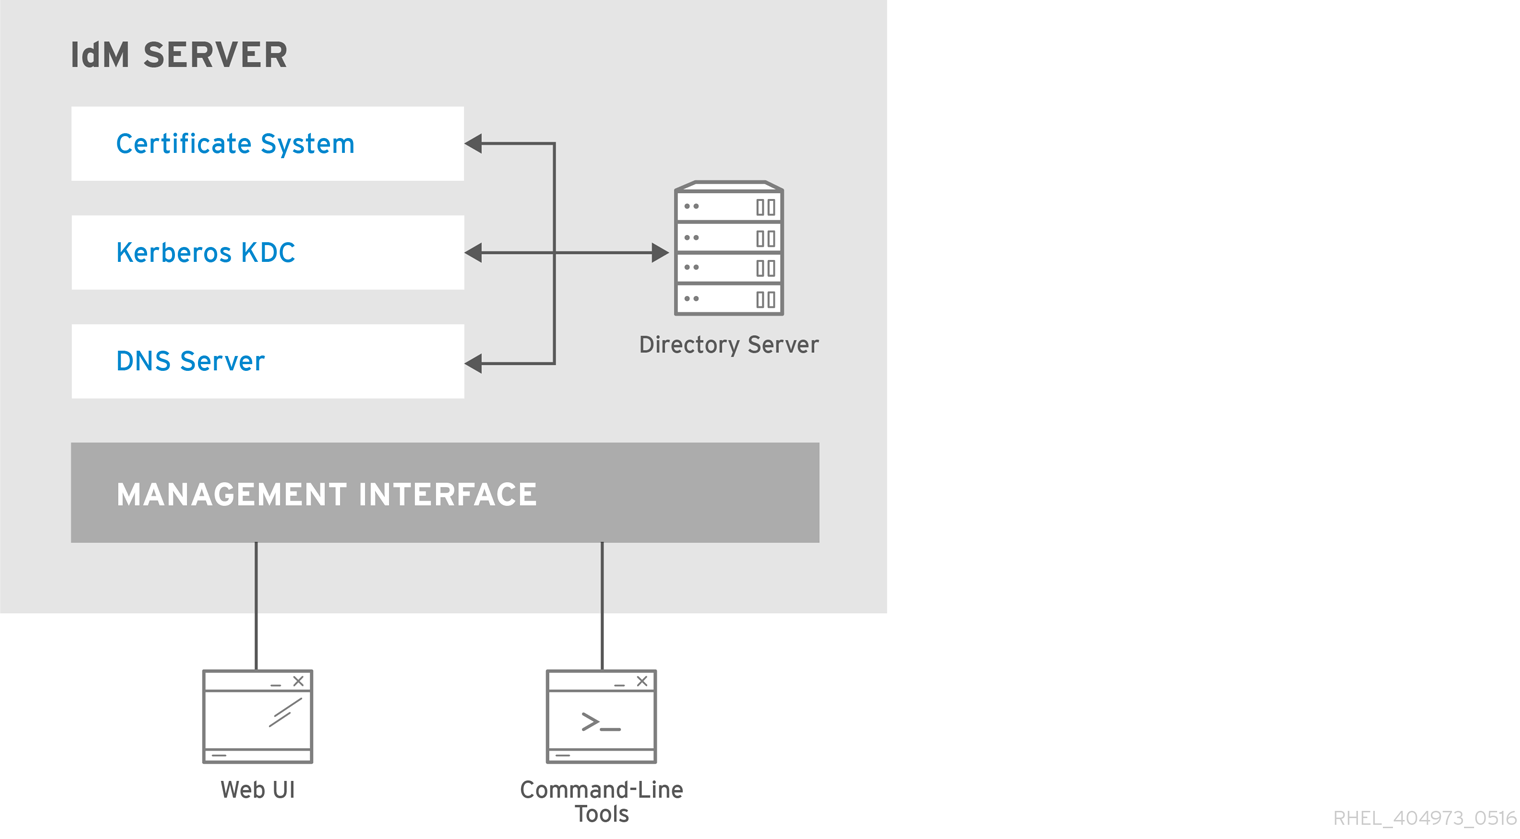 IdM SERVER
Certificate System
Kerberos KDC
DNS Server
Directory Server
MANAGEMENT INTERFACE
>_
Web UI
Command-Line
Tools
RHEL_404973_0516